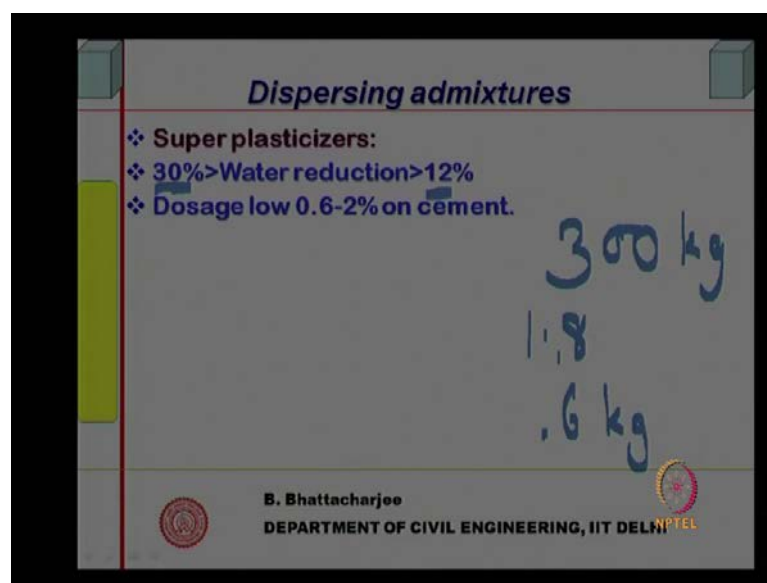 Dispersing admixtures
❖ Super plasticizers:
❖ 30%>Water reduction>12%
❖ Dosage low 0.6-2% on cement.
300 kg
1.8
.6 kg
B. Bhattacharjee
DEPARTMENT OF CIVIL ENGINEERING, IIT DELHI
NPTEL